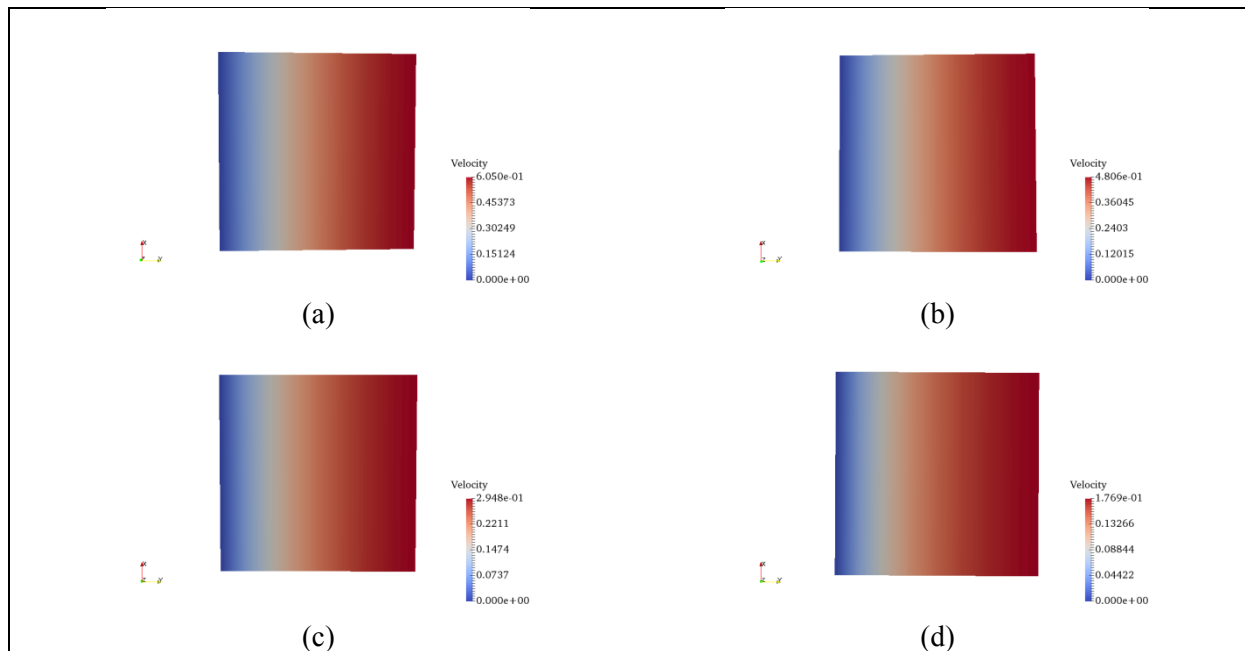 Velocity
6.050e-01
0.45373
0.30249
0.15124
0.000e+00
X
Z Y
(a)
Velocity
4.806e-01
0.36045
0.2403
0.12015
0.000e+00
X
Z Y
(b)
Velocity
2.948e-01
0.2211
0.1474
0.0737
0.000e+00
X
Z Y
(c)
Velocity
1.769e-01
0.13266
0.08844
0.04422
0.000e+00
X
Z Y
(d)